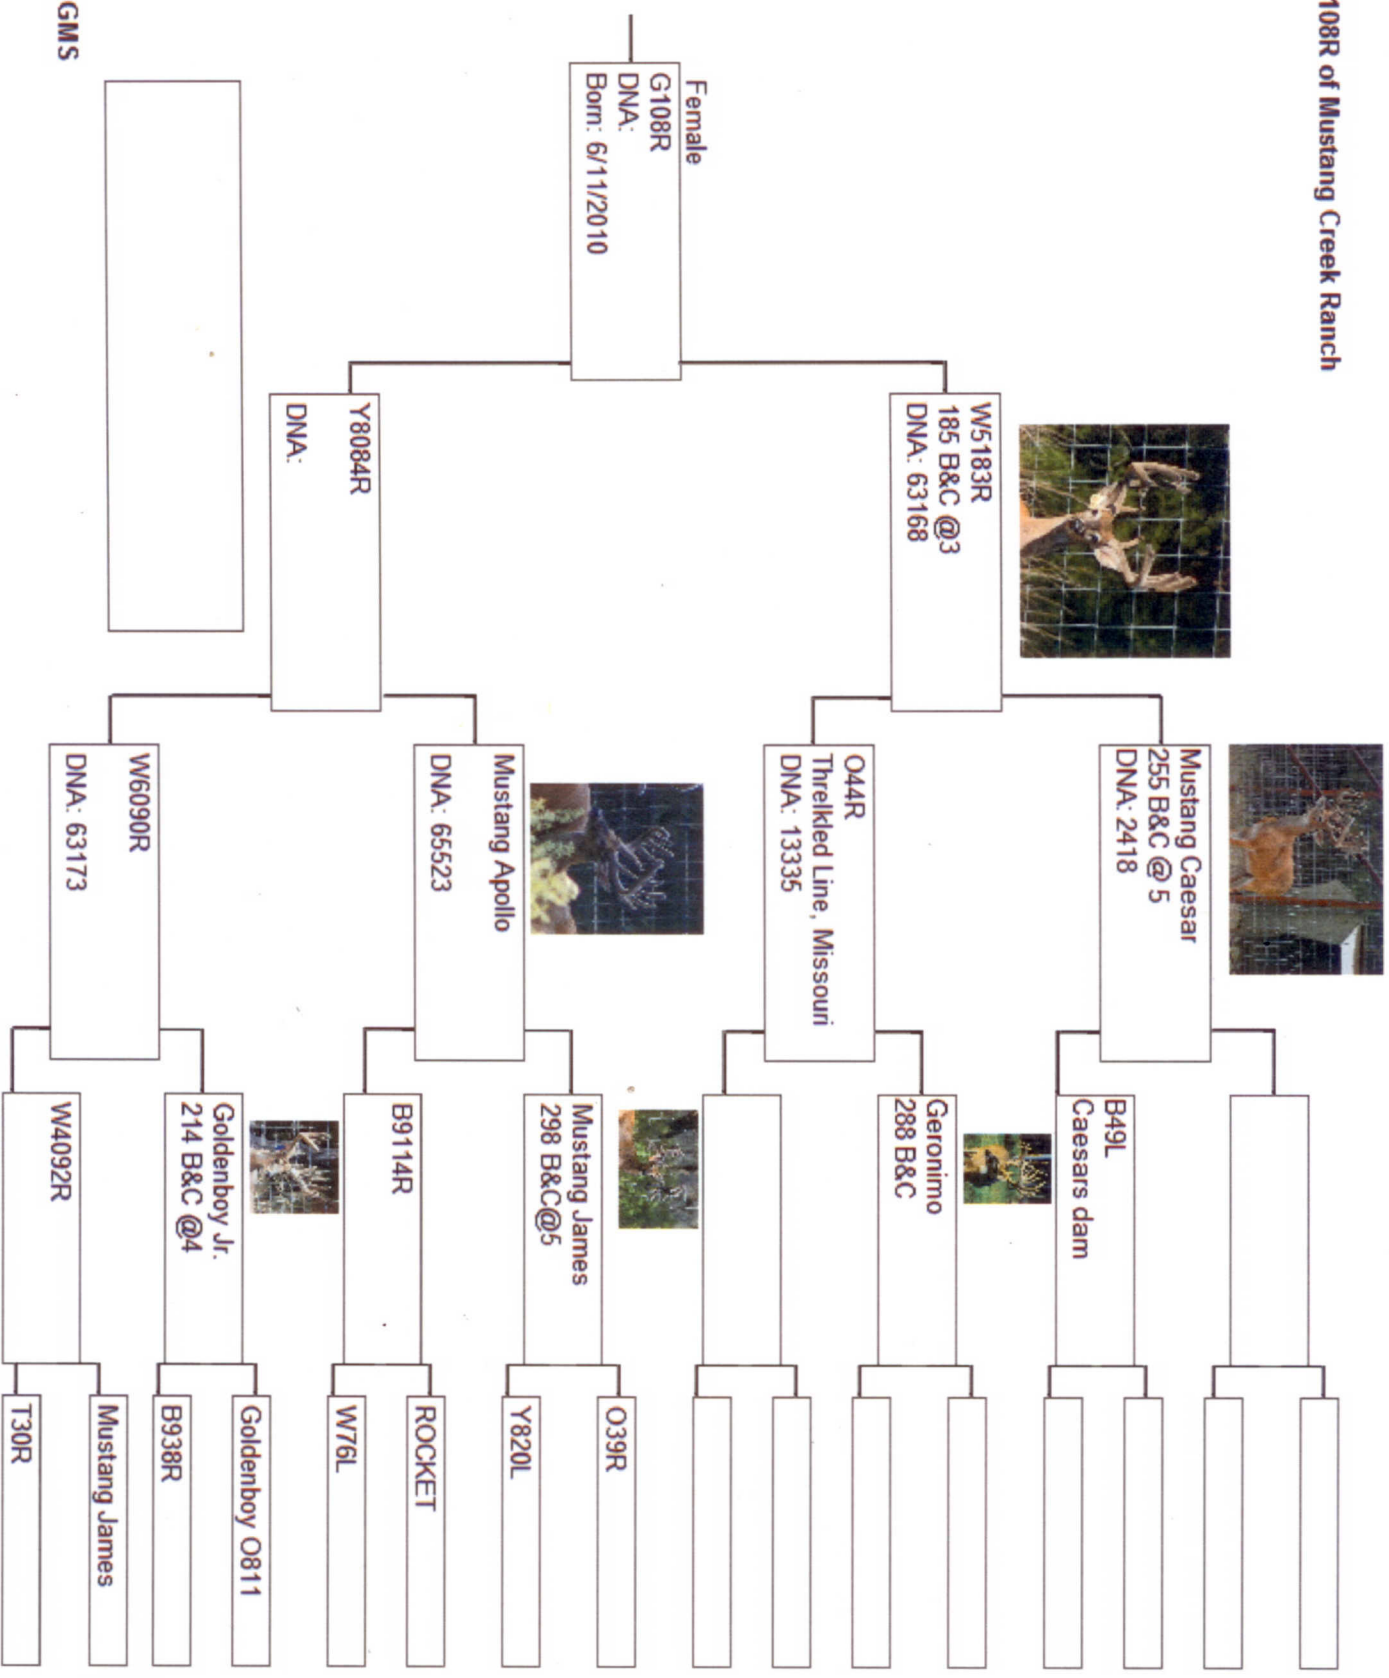 108R of Mustang Creek Ranch
Female
G108R
DNA:
Born: 6/11/2010
W5183R
185 B&C @3
DNA: 63168
Y8084R
DNA:
Mustang Caesar
255 B&C @ 5
DNA: 2418
O44R
Threlkled Line, Missouri
DNA: 13335
Mustang Apollo
DNA: 65523
W6090R
DNA: 63173
B49L
Caesars dam
Geronimo
288 B&C
Mustang James
298 B&C@5
B9114R
Goldenboy Jr.
214 B&C @4
W4092R
O39R
Y820L
ROCKET
W76L
Goldenboy O811
B938R
Mustang James
T30R
GMS